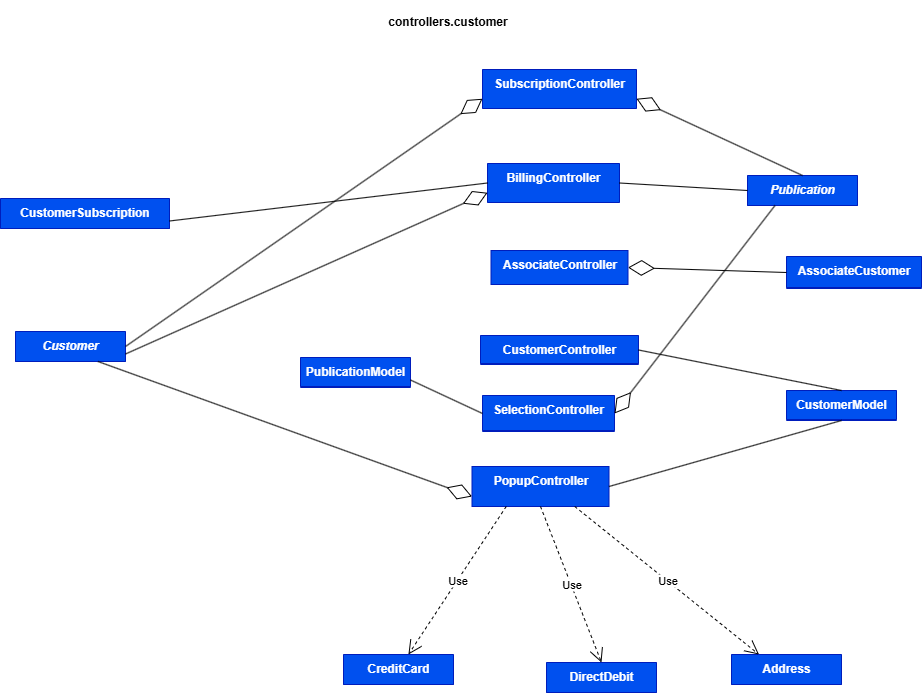 controllers.customer
SubscriptionController
BillingController
Publication
CustomerSubscription
AssociateController
AssociateCustomer
Customer
CustomerController
PublicationModel
CustomerModel
SelectionController
PopupController
Use
Use
Use
CreditCard
DirectDebit
Address